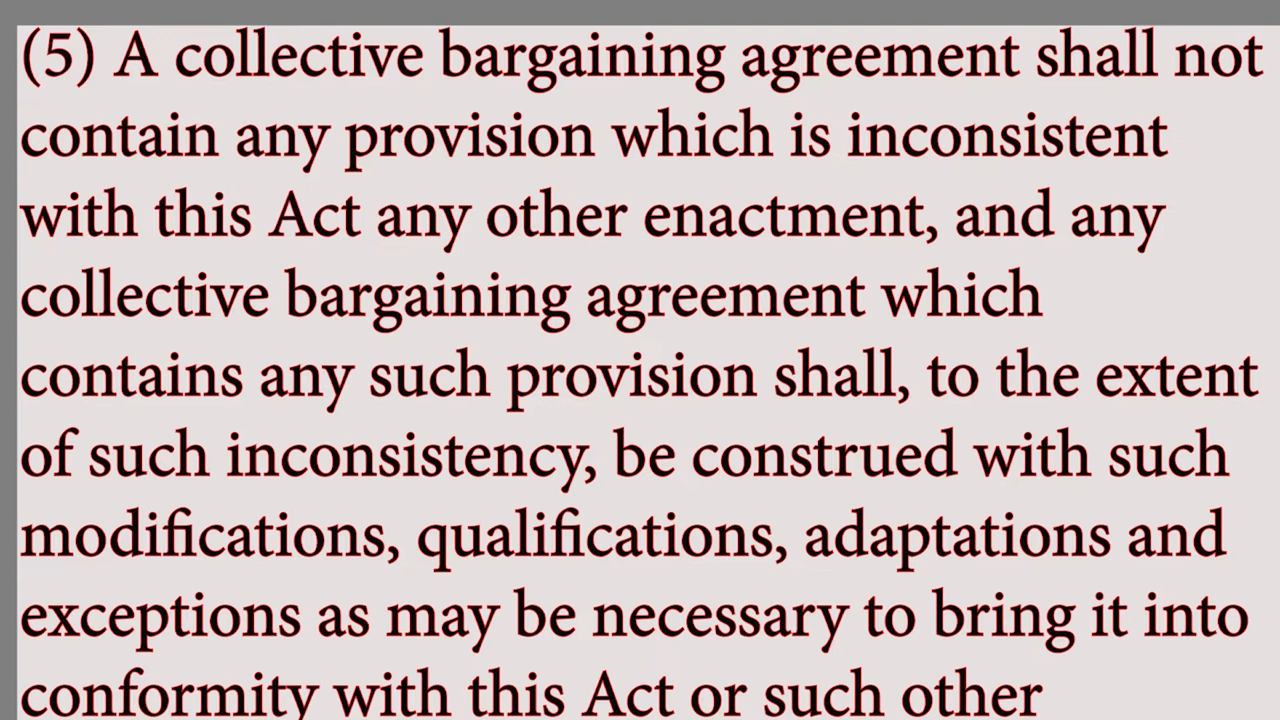 (5) A collective bargaining agreement shall not
contain any provision which is inconsistent
with this Act any other enactment, and any
collective bargaining agreement which
contains any such provision shall, to the extent
of such inconsistency, be construed with such
modifications, qualifications, adaptations and
exceptions as may be necessary to bring it into
conformity with this Act or such other